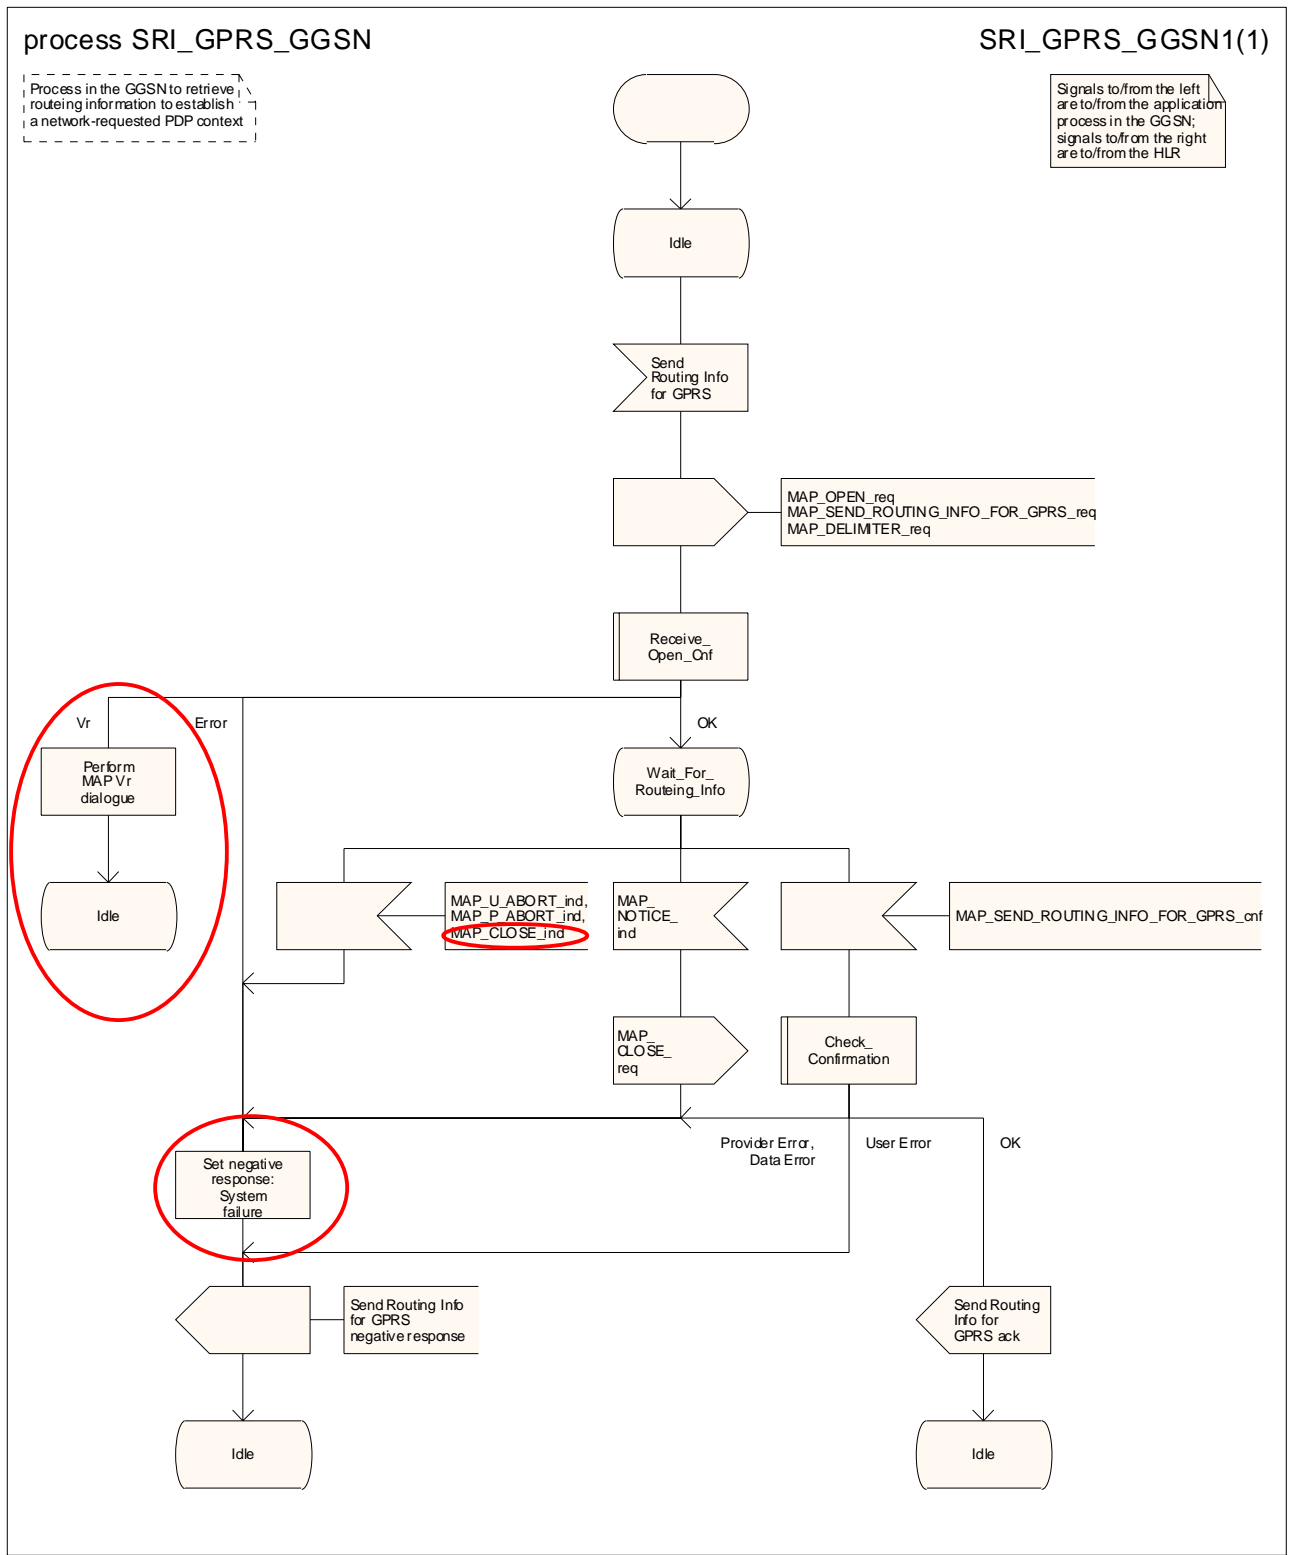 process SRI_GPRS_GGSN
SRI_GPRS_GGSN1(1)
Process in the GGSN to retrieve
routeing information to establish
a network-requested PDP context
Signals to/from the left
are to/from the application
process in the GGSN;
signals to/from the right
are to/from the HLR
Idle
Send
Routing Info
for GPRS
MAP_OPEN_req
MAP_SEND_ROUTING_INFO_FOR_GPRS_req
MAP_DELIMITER_req
Receive_
Open_Cnf
Vr
Error
OK
Perform
MAP Vr
dialogue
Wait_For_
Routeing_Info
Idle
MAP_U_ABORT_ind,
MAP_P_ABORT_ind,
MAP_CLOSE_ind
MAP_
NOTICE_
ind
MAP_SEND_ROUTING_INFO_FOR_GPRS_cnf
MAP_
CLOSE_
req
Check_
Confirmation
Provider Error,
Data Error
User Error
OK
Set negative
response:
System
failure
Send Routing Info
for GPRS
negative response
Send Routing
Info for
GPRS ack
Idle
Idle